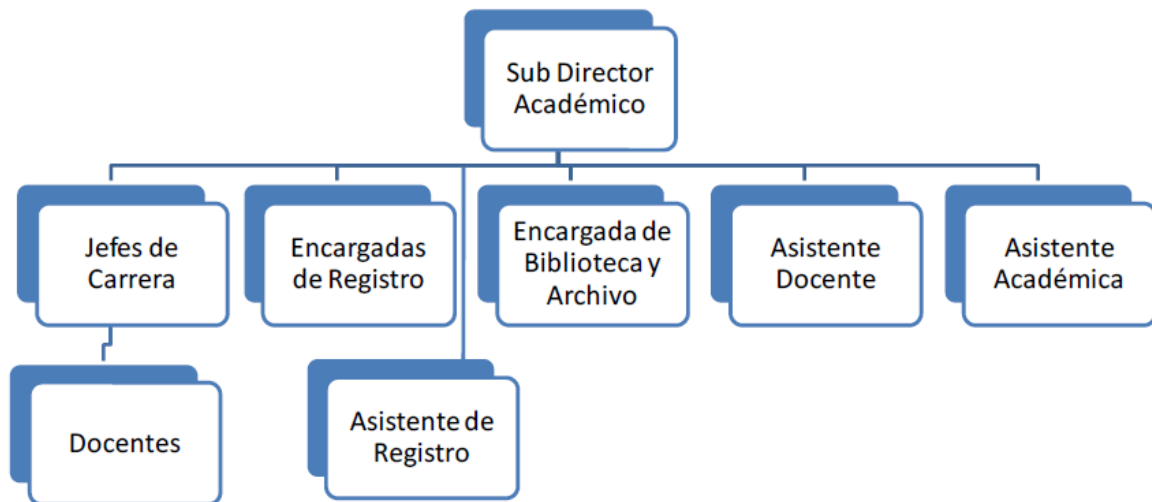 Sub Director
Académico
Jefes de
Carrera
Encargadas
de Registro
Encargada de
Biblioteca y
Archivo
Asistente
Docente
Asistente
Académica
Docentes
Asistente de
Registro